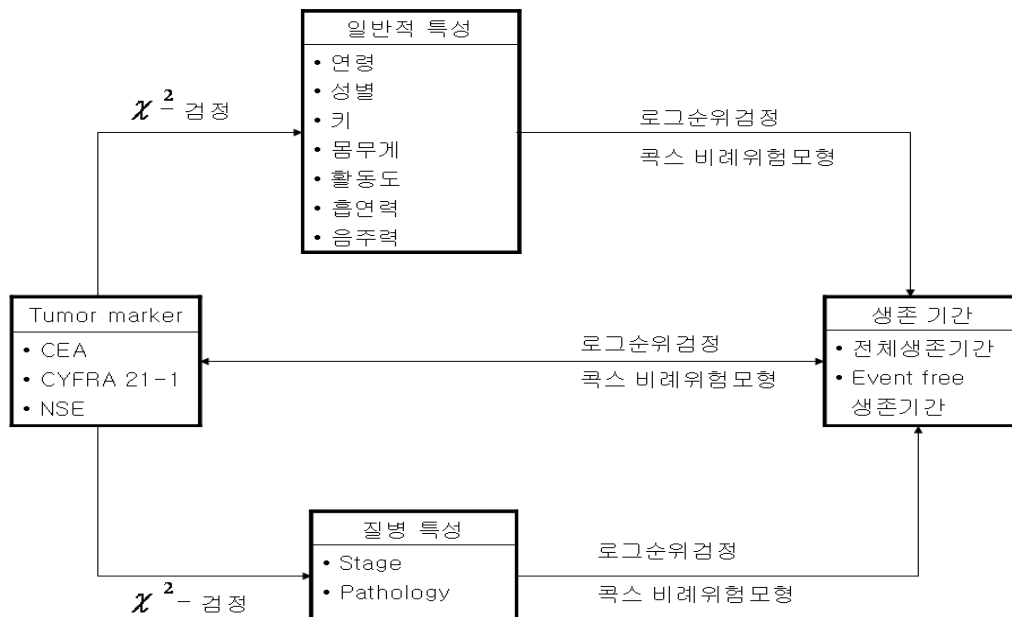 일반적 특성
• 연령
• 성별
• 키
• 몸무게
• 활동도
• 흡연력
• 음주력
χ² - 검정
로그순위검정
콕스 비례위험모형
Tumor marker
• CEA
• CYFRA 21-1
• NSE
로그순위검정
콕스 비례위험모형
생존 기간
• 전체생존기간
• Event free
생존기간
질병 특성
• Stage
• Pathology
χ² - 검정
로그순위검정
콕스 비례위험모형